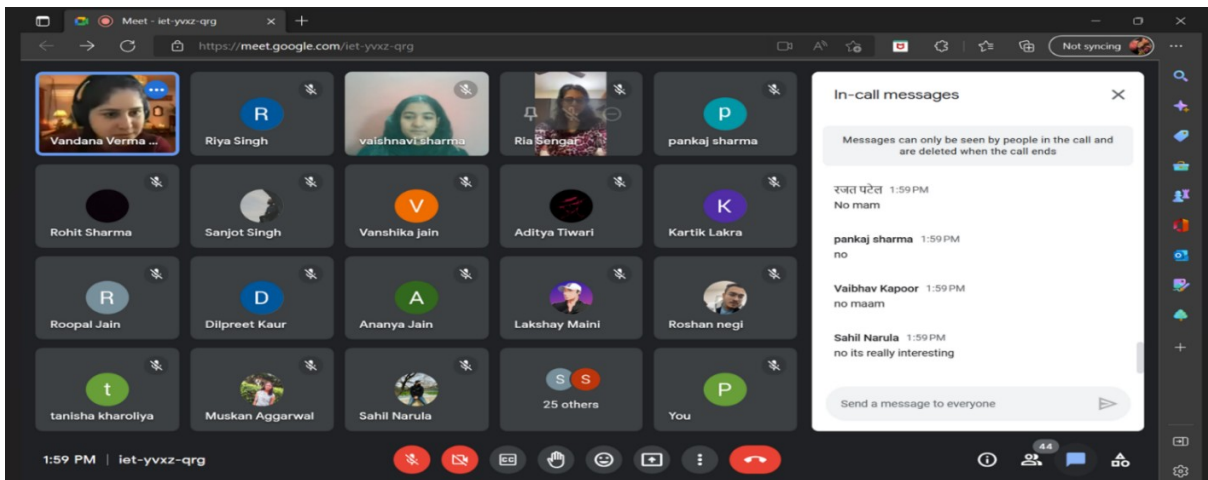 Meet - iet-yvxz-qrg
https://meet.google.com/iet-yvxz-qrg
Not syncing
Vandana Verma ...
R
Riya Singh
vaishnavi sharma
Ria Sengar
p
pankaj sharma
Rohit Sharma
Sanjot Singh
V
Vanshika jain
Aditya Tiwari
K
Kartik Lakra
R
Roopal Jain
D
Dilpreet Kaur
A
Ananya Jain
Lakshay Maini
Roshan negi
t
tanisha kharoliya
Muskan Aggarwal
Sahil Narula
S S
25 others
P
You
In-call messages
Messages can only be seen by people in the call and
are deleted when the call ends
रजत पटेल 1:59 PM
No mam
pankaj sharma 1:59 PM
no
Vaibhav Kapoor 1:59 PM
no maam
Sahil Narula 1:59 PM
no its really interesting
Send a message to everyone
1:59 PM | iet-yvxz-qrg
CC
44